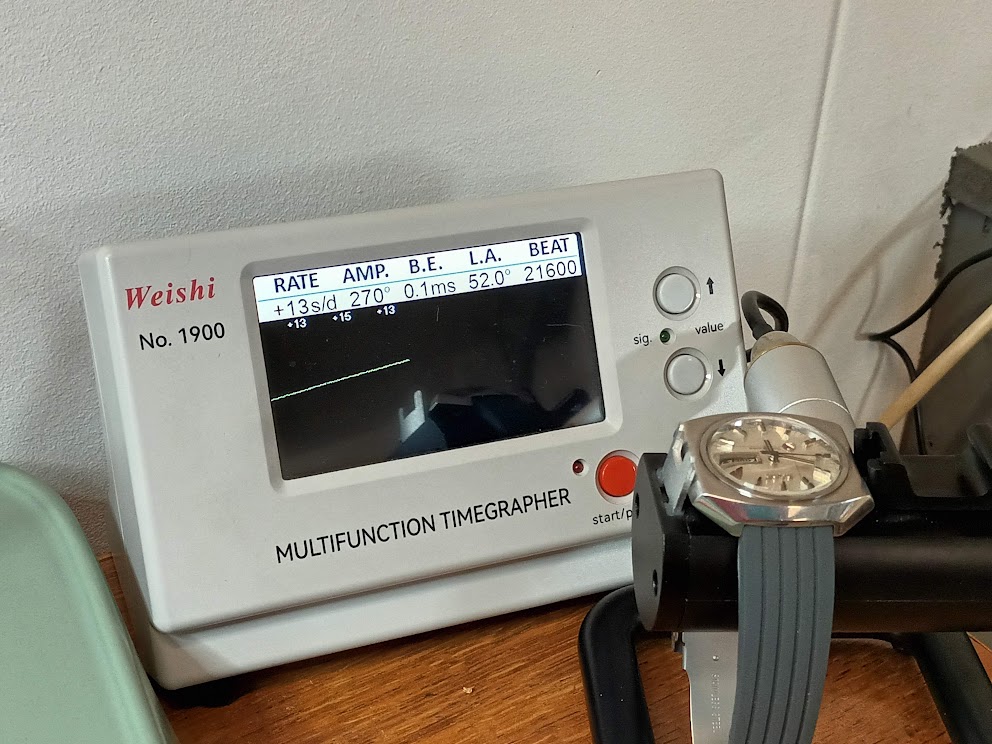 Weishi
No. 1900
RATE AMP. B.E. L.A. BEAT
+13s/d 270° 0.1ms 52.0° 21600
+13 +15 +13
↑
sig. value
↓
start/p
MULTIFUNCTION TIMEGRAPHER